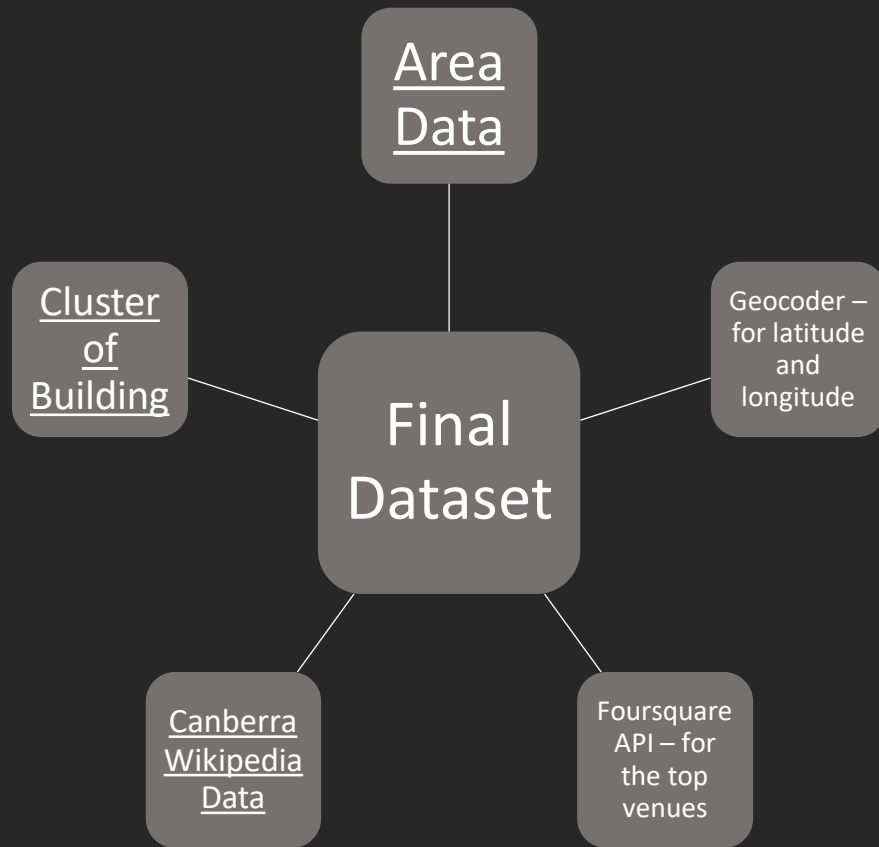 Area
Data
Cluster
of
Building
Geocoder –
for latitude
and
longitude
Final
Dataset
Canberra
Wikipedia
Data
Foursquare
API – for
the top
venues